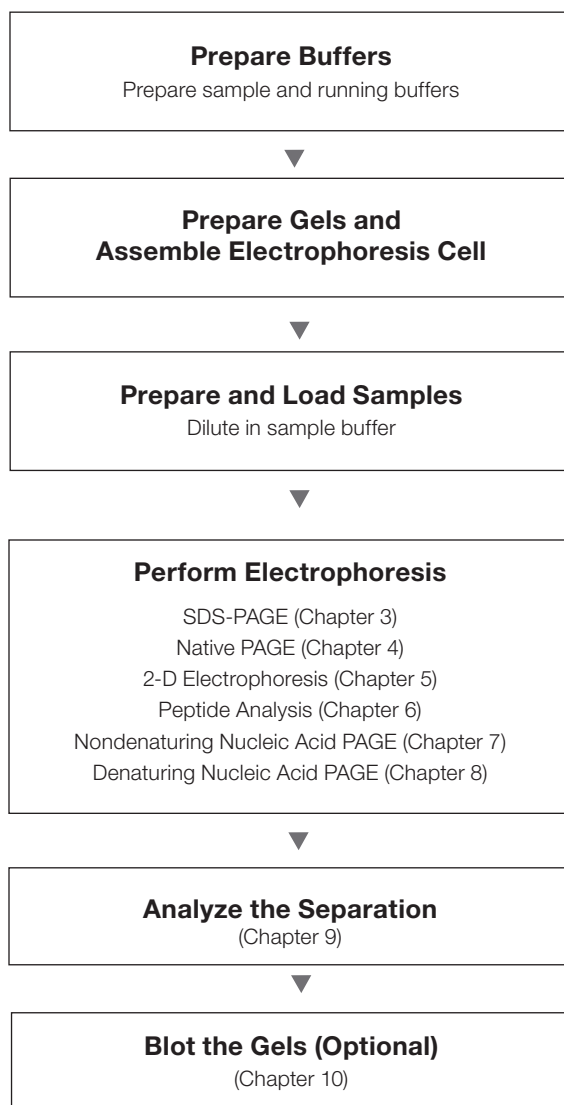 Prepare Buffers
Prepare sample and running buffers
Prepare Gels and
Assemble Electrophoresis Cell
Prepare and Load Samples
Dilute in sample buffer
Perform Electrophoresis
SDS-PAGE (Chapter 3)
Native PAGE (Chapter 4)
2-D Electrophoresis (Chapter 5)
Peptide Analysis (Chapter 6)
Nondenaturing Nucleic Acid PAGE (Chapter 7)
Denaturing Nucleic Acid PAGE (Chapter 8)
Analyze the Separation
(Chapter 9)
Blot the Gels (Optional)
(Chapter 10)